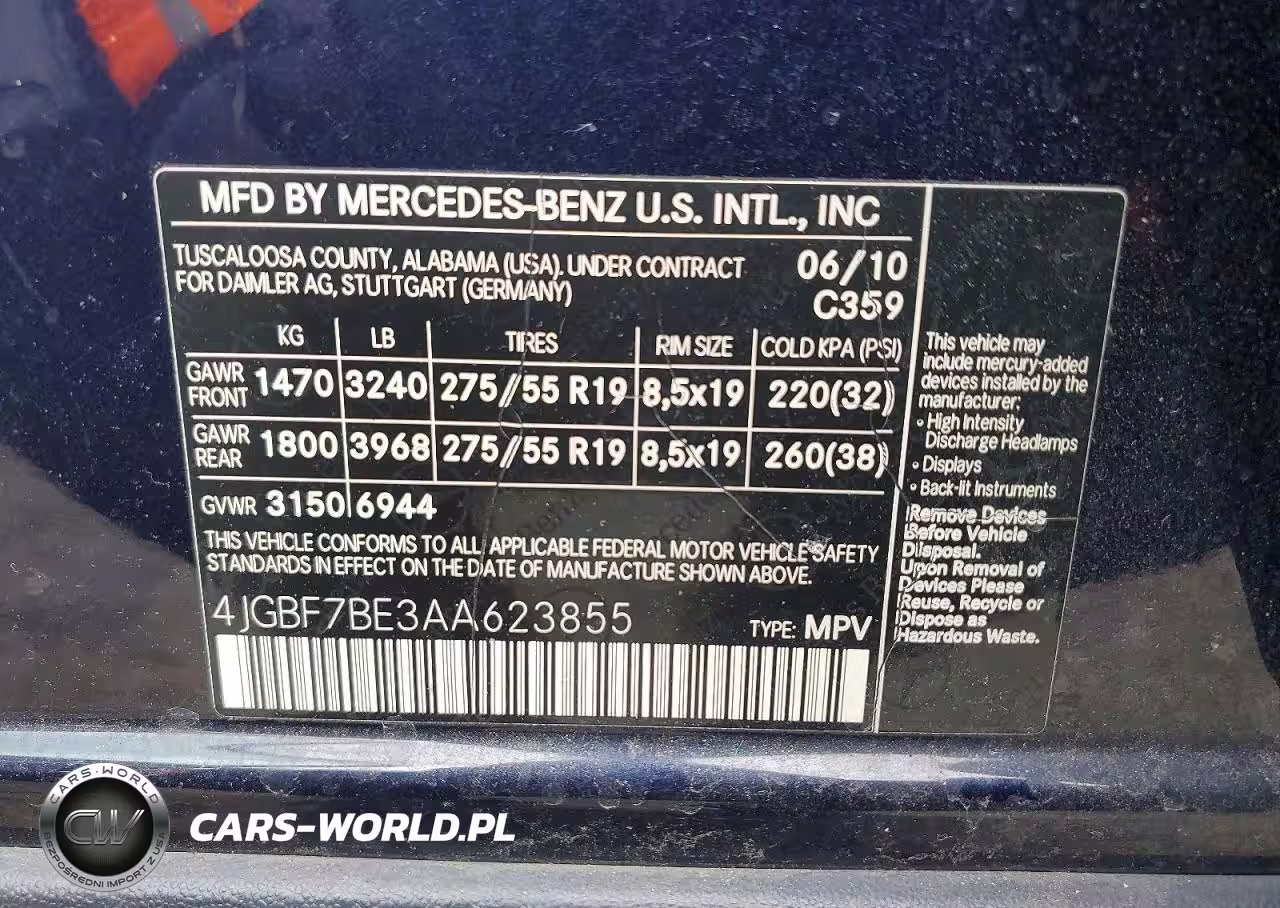 MFD BY MERCEDES-BENZ U.S. INTL., INC
TUSCALOOSA COUNTY, ALABAMA (USA), UNDER CONTRACT
FOR DAIMLER AG, STUTTGART (GERMANY)
06/10
C359
KG LB TIRES RIM SIZE COLD KPA (PSI)
GAWR FRONT 1470 3240 275/55 R19 8,5x19 220(32)
GAWR REAR 1800 3968 275/55 R19 8,5x19 260(38)
GVWR 3150 6944
THIS VEHICLE CONFORMS TO ALL APPLICABLE FEDERAL MOTOR VEHICLE SAFETY
STANDARDS IN EFFECT ON THE DATE OF MANUFACTURE SHOWN ABOVE.
4JGBF7BE3AA623855
TYPE: MPV
This vehicle may
include mercury-added
devices installed by the
manufacturer:
• High Intensity
Discharge Headlamps
• Displays
• Back-lit Instruments
Remove Devices
Before Vehicle
Disposal.
Upon Removal of
Devices Please
Reuse, Recycle or
Dispose as
Hazardous Waste.
CARS-WORLD
CW
BEZPOŚREDNI IMPORT Z USA
CARS-WORLD.PL